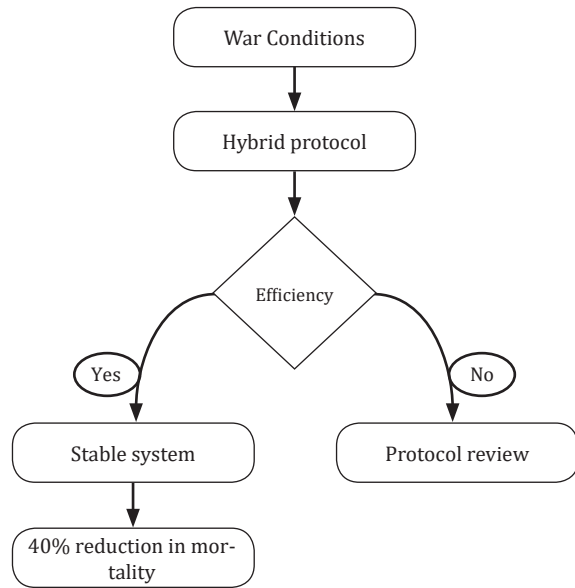 War Conditions
Hybrid protocol
Efficiency
Yes
No
Stable system
Protocol review
40% reduction in mor-
tality